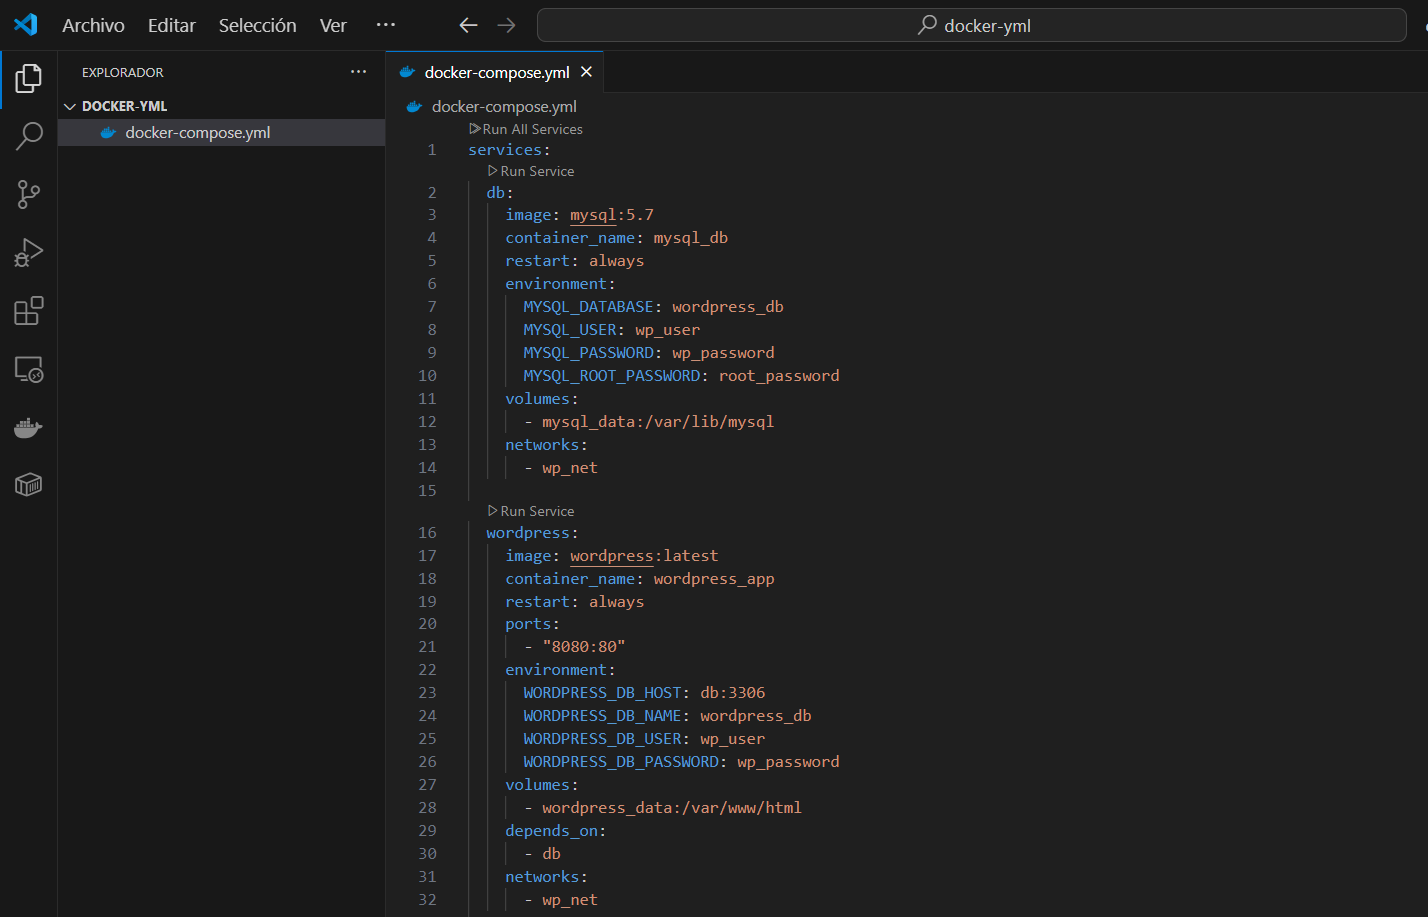 Archivo Editar Selección Ver ··· docker-yml
EXPLORADOR ···
DOCKER-YML
docker-compose.yml
docker-compose.yml
docker-compose.yml
Run All Services
1 services:
Run Service
2   db:
3     image: mysql:5.7
4     container_name: mysql_db
5     restart: always
6     environment:
7       MYSQL_DATABASE: wordpress_db
8       MYSQL_USER: wp_user
9       MYSQL_PASSWORD: wp_password
10       MYSQL_ROOT_PASSWORD: root_password
11     volumes:
12       - mysql_data:/var/lib/mysql
13     networks:
14       - wp_net
15
Run Service
16   wordpress:
17     image: wordpress:latest
18     container_name: wordpress_app
19     restart: always
20     ports:
21       - "8080:80"
22     environment:
23       WORDPRESS_DB_HOST: db:3306
24       WORDPRESS_DB_NAME: wordpress_db
25       WORDPRESS_DB_USER: wp_user
26       WORDPRESS_DB_PASSWORD: wp_password
27     volumes:
28       - wordpress_data:/var/www/html
29     depends_on:
30       - db
31     networks:
32       - wp_net